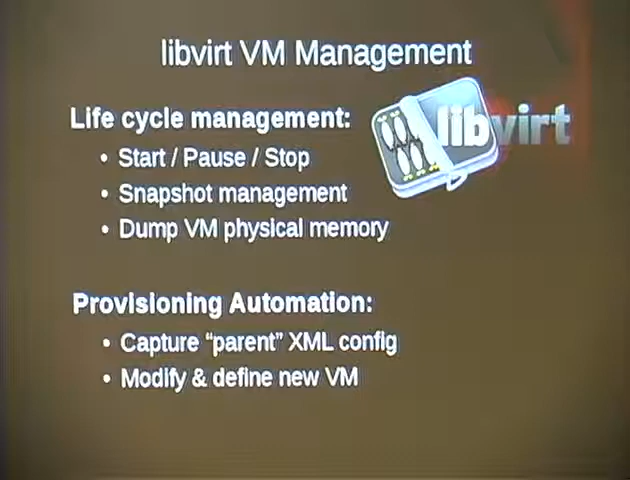 libvirt VM Management
Life cycle management:
libvirt
• Start / Pause / Stop
• Snapshot management
• Dump VM physical memory
Provisioning Automation:
• Capture “parent” XML config
• Modify & define new VM